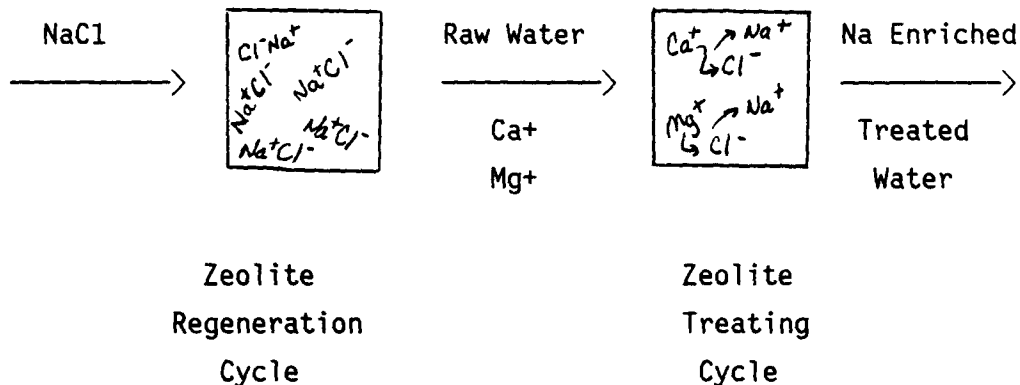 NaCl
Cl⁻Na⁺
Na⁺Cl⁻
Na⁺Cl⁻
Na⁺Cl⁻
Na⁺Cl⁻
Raw Water
Ca+
Mg+
Ca⁺ Na⁺
Cl⁻
Mg⁺ Na⁺
Cl⁻
Na Enriched
Treated
Water
Zeolite
Regeneration
Cycle
Zeolite
Treating
Cycle